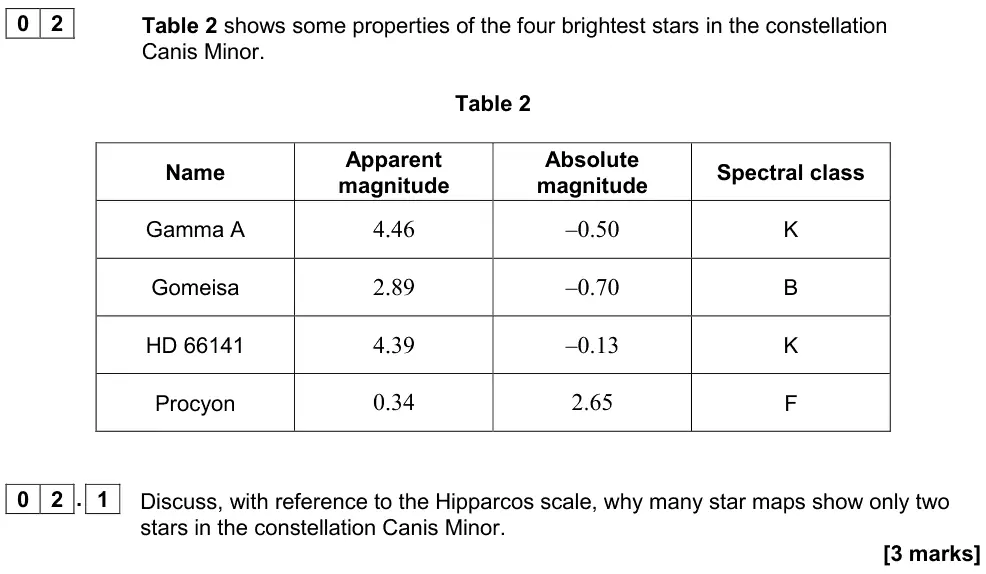 0 2 Table 2 shows some properties of the four brightest stars in the constellation
Canis Minor.
Table 2
Name Apparent magnitude Absolute magnitude Spectral class
Gamma A 4.46 –0.50 K
Gomeisa 2.89 –0.70 B
HD 66141 4.39 –0.13 K
Procyon 0.34 2.65 F
0 2 . 1 Discuss, with reference to the Hipparcos scale, why many star maps show only two
stars in the constellation Canis Minor.
[3 marks]